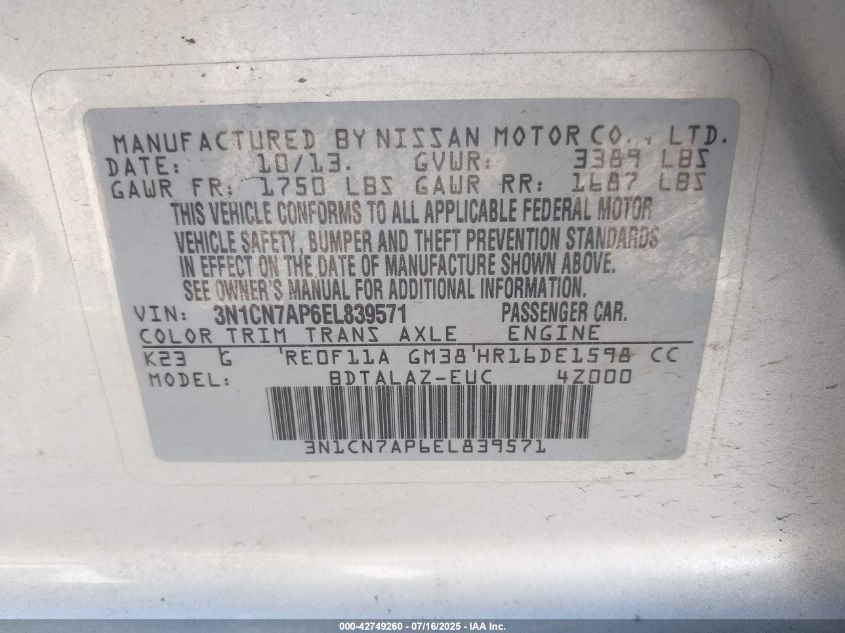 MANUFACTURED BY NISSAN MOTOR CO., LTD.
DATE: 10/13. GVWR: 3389 LBS
GAWR FR: 1750 LBS GAWR RR: 1687 LBS
THIS VEHICLE CONFORMS TO ALL APPLICABLE FEDERAL MOTOR
VEHICLE SAFETY, BUMPER AND THEFT PREVENTION STANDARDS
IN EFFECT ON THE DATE OF MANUFACTURE SHOWN ABOVE.
SEE OWNER'S MANUAL FOR ADDITIONAL INFORMATION.
VIN: 3N1CN7AP6EL839571 PASSENGER CAR.
COLOR TRIM TRANS AXLE ENGINE
K23 G RE0F11A GM38 HR16DE1598 CC
MODEL: BDTALAZ-EUC 4Z000
3N1CN7AP6EL839571
000-42749260 - 07/16/2025 - IAA Inc.